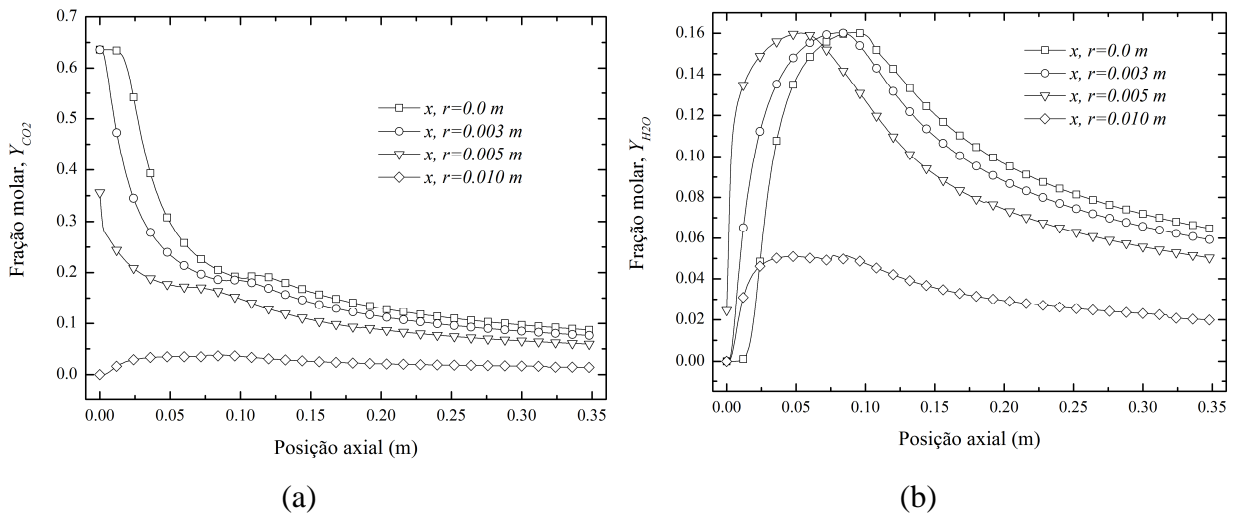 0.7
0.6
0.5
0.4
0.3
0.2
0.1
0.0
Fração molar, Y_CO2
x, r=0.0 m
x, r=0.003 m
x, r=0.005 m
x, r=0.010 m
0.00 0.05 0.10 0.15 0.20 0.25 0.30 0.35
Posição axial (m)
(a)
0.16
0.14
0.12
0.10
0.08
0.06
0.04
0.02
0.00
Fração molar, Y_H2O
x, r=0.0 m
x, r=0.003 m
x, r=0.005 m
x, r=0.010 m
0.00 0.05 0.10 0.15 0.20 0.25 0.30 0.35
Posição axial (m)
(b)